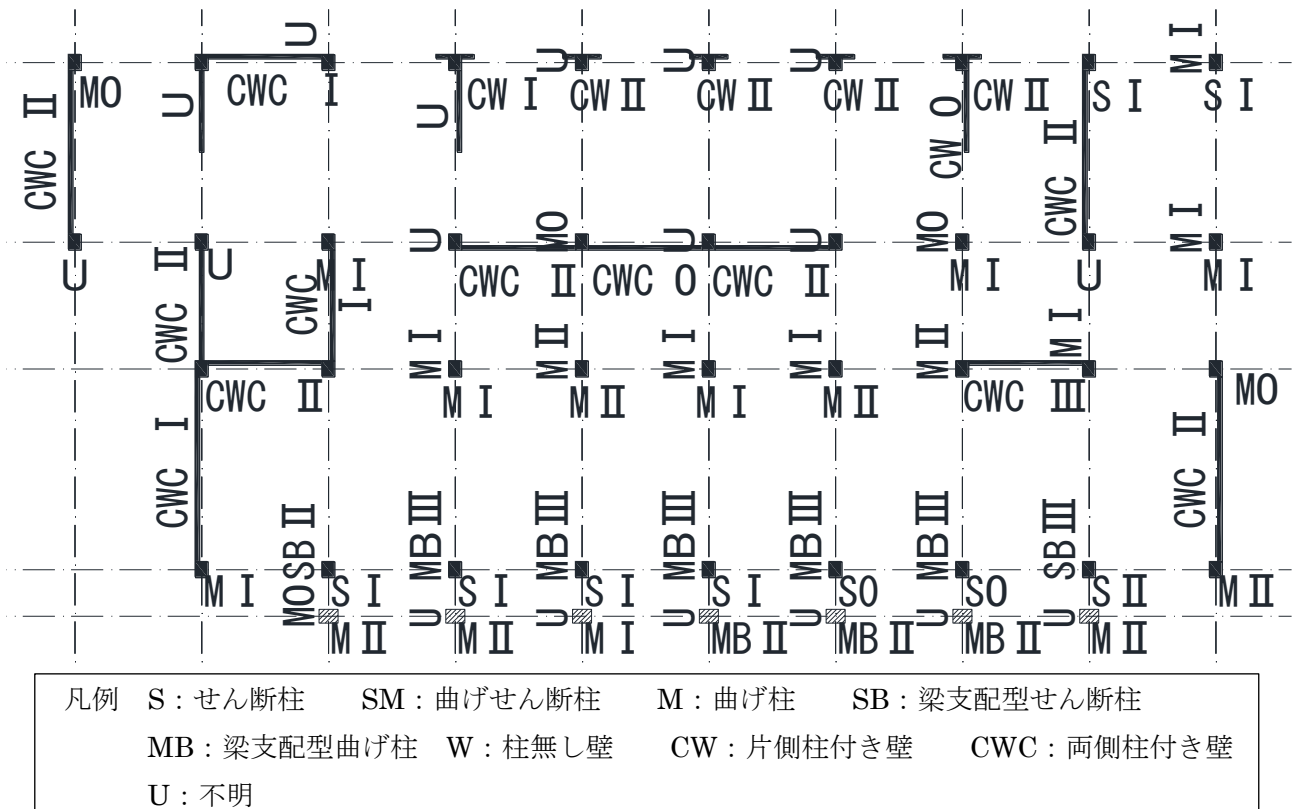 U
M I
CWC II
MO
U
CWC I
U
CW I
U
CW II
U
CW II
U
CW II
CW O
CW II
CWC II
S I
S I
U
CWC II
U
CWC I
M I
U
MO
U
U
CWC II
CWC O
CWC II
MO
M I
U
M I
M I
CWC I
CWC II
M I
M I
M II
M II
M I
M I
M I
M II
M II
CWC III
M I
MO
CWC II
M I
SB II
S I
MB III
S I
MB III
S I
MB III
S I
MB III
SO
MB III
SO
SB III
S II
M II
MO
M II
U
M II
U
M I
U
MB II
U
MB II
U
MB II
U
M II
凡例 S:せん断柱 SM:曲げせん断柱 M:曲げ柱 SB:梁支配型せん断柱
MB:梁支配型曲げ柱 W:柱無し壁 CW:片側柱付き壁 CWC:両側柱付き壁
U:不明